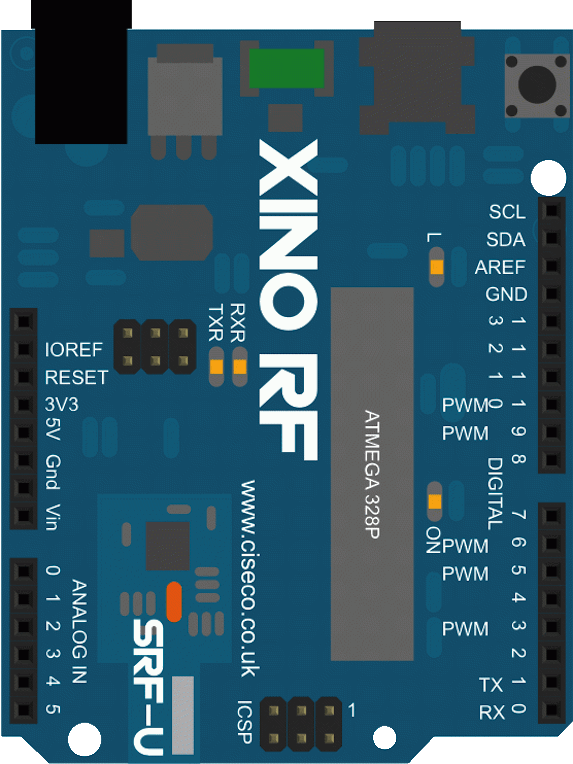 XINO RF
www.ciseco.co.uk
ATMEGA 328P
L
TXR
RXR
ON
SCL
SDA
AREF
GND
13
12
11
PWM 10
PWM 9
8
DIGITAL
7
PWM 6
PWM 5
4
PWM 3
2
TX 1
RX 0
IOREF
RESET
3V3
5V
Gnd
Vin
ANALOG IN
0
1
2
3
4
5
SRF-U
ICSP
1